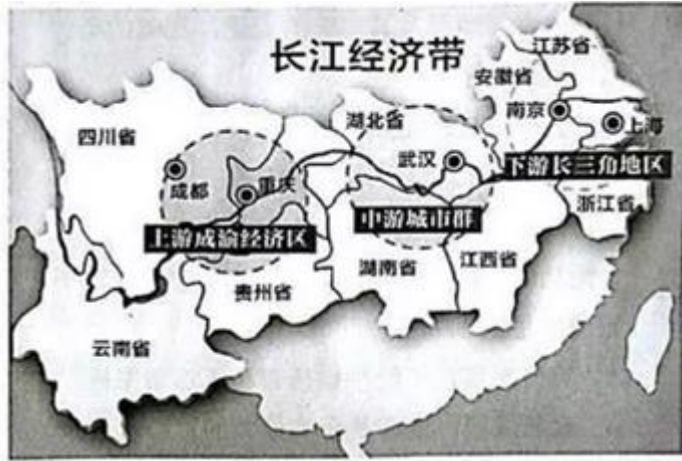 长江经济带
江苏省
安徽省
南京
上海
四川省
湖北省
武汉
下游长三角地区
成都
重庆
浙江省
中游城市群
上游成渝经济区
湖南省
江西省
贵州省
云南省